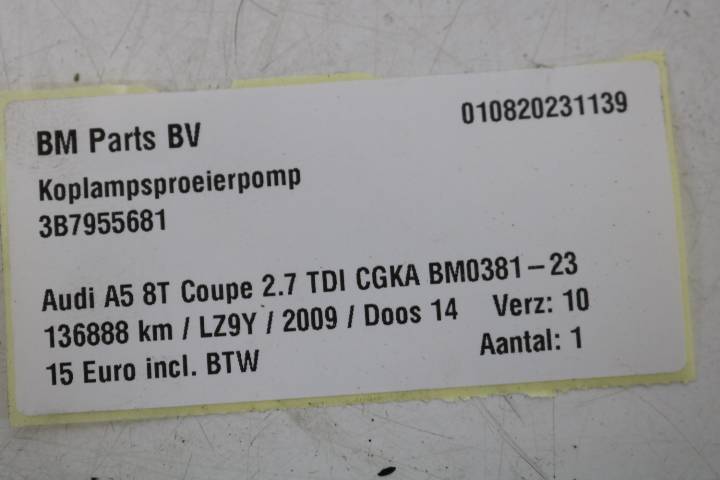 BM Parts BV
010820231139
Koplampsproeierpomp
3B7955681
Audi A5 8T Coupe 2.7 TDI CGKA BM0381-23
136888 km / LZ9Y / 2009 / Doos 14 Verz: 10
15 Euro incl. BTW Aantal: 1